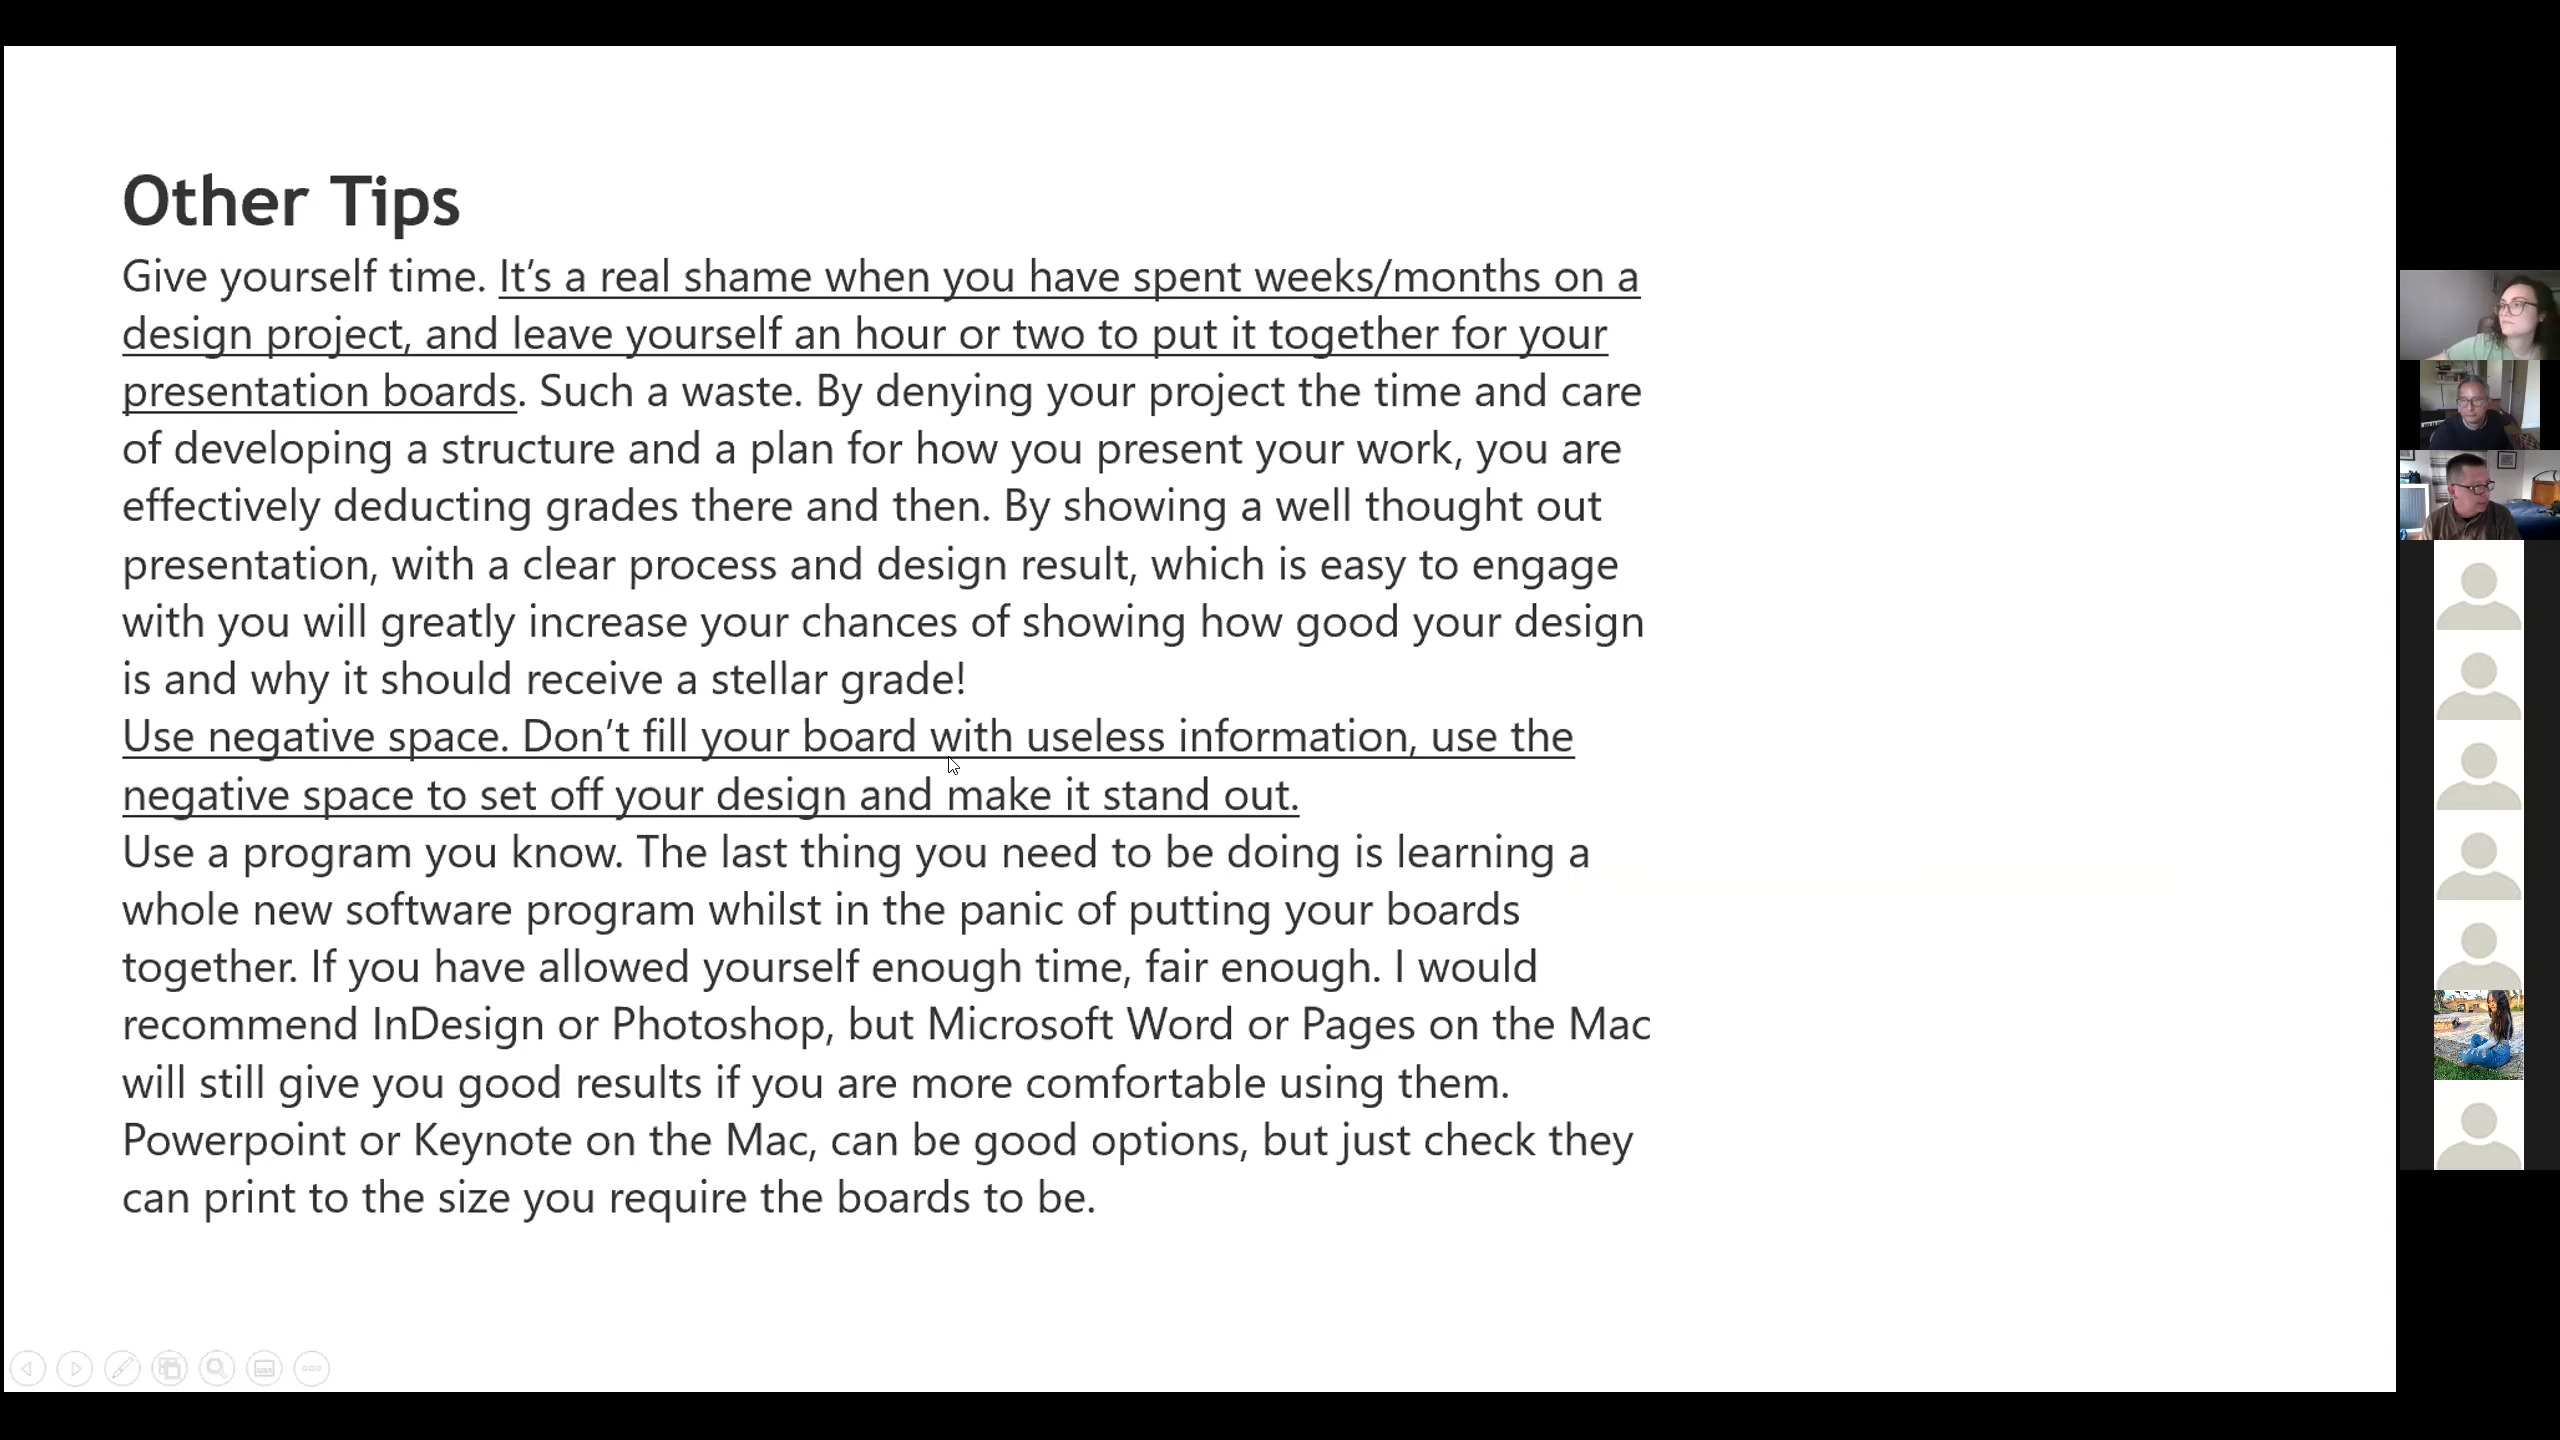 Other Tips
Give yourself time. It’s a real shame when you have spent weeks/months on a
design project, and leave yourself an hour or two to put it together for your
presentation boards. Such a waste. By denying your project the time and care
of developing a structure and a plan for how you present your work, you are
effectively deducting grades there and then. By showing a well thought out
presentation, with a clear process and design result, which is easy to engage
with you will greatly increase your chances of showing how good your design
is and why it should receive a stellar grade!
Use negative space. Don’t fill your board with useless information, use the
negative space to set off your design and make it stand out.
Use a program you know. The last thing you need to be doing is learning a
whole new software program whilst in the panic of putting your boards
together. If you have allowed yourself enough time, fair enough. I would
recommend InDesign or Photoshop, but Microsoft Word or Pages on the Mac
will still give you good results if you are more comfortable using them.
Powerpoint or Keynote on the Mac, can be good options, but just check they
can print to the size you require the boards to be.